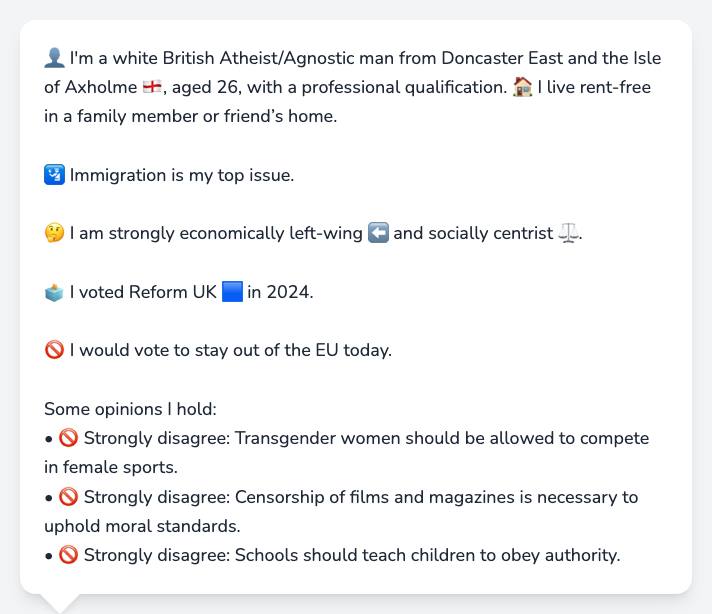 👤 I'm a white British Atheist/Agnostic man from Doncaster East and the Isle
of Axholme 🏴󠁧󠁢󠁥󠁮󠁧󠁿, aged 26, with a professional qualification. 🏠 I live rent-free
in a family member or friend’s home.
🛂 Immigration is my top issue.
🤔 I am strongly economically left-wing ⬅️ and socially centrist ⚖️.
🗳️ I voted Reform UK 🟦 in 2024.
🚫 I would vote to stay out of the EU today.
Some opinions I hold:
• 🚫 Strongly disagree: Transgender women should be allowed to compete
in female sports.
• 🚫 Strongly disagree: Censorship of films and magazines is necessary to
uphold moral standards.
• 🚫 Strongly disagree: Schools should teach children to obey authority.